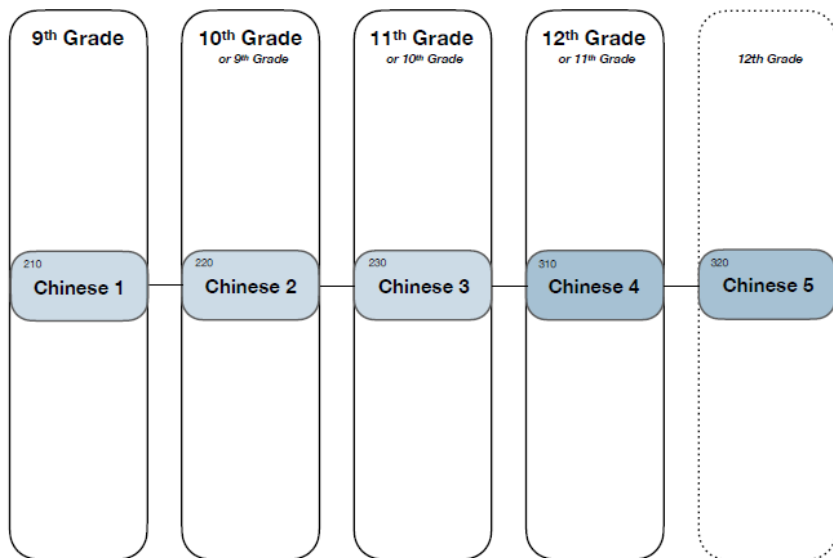 9th Grade
10th Grade
or 9th Grade
11th Grade
or 10th Grade
12th Grade
or 11th Grade
12th Grade
210
Chinese 1
220
Chinese 2
230
Chinese 3
310
Chinese 4
320
Chinese 5